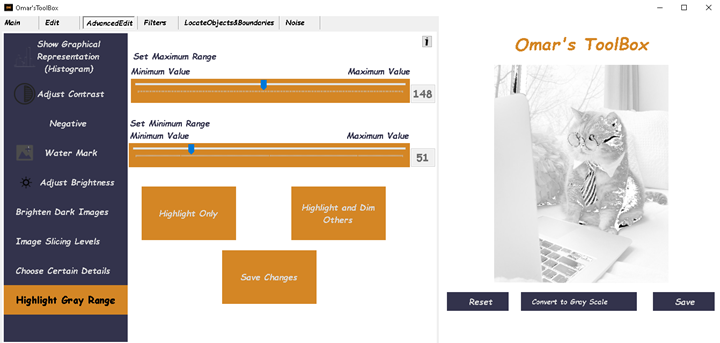 Omar'sToolBox
Main Edit AdvancedEdit Filters LocateObjects&Boundaries Noise
Show Graphical
Representation
(Histogram)
Adjust Contrast
Negative
Water Mark
Adjust Brightness
Brighten Dark Images
Image Slicing Levels
Choose Certain Details
Highlight Gray Range
i
Set Maximum Range
Minimum Value Maximum Value
148
Set Minimum Range
Minimum Value Maximum Value
51
Highlight Only
Highlight and Dim
Others
Save Changes
Omar's ToolBox
Reset Convert to Gray Scale Save